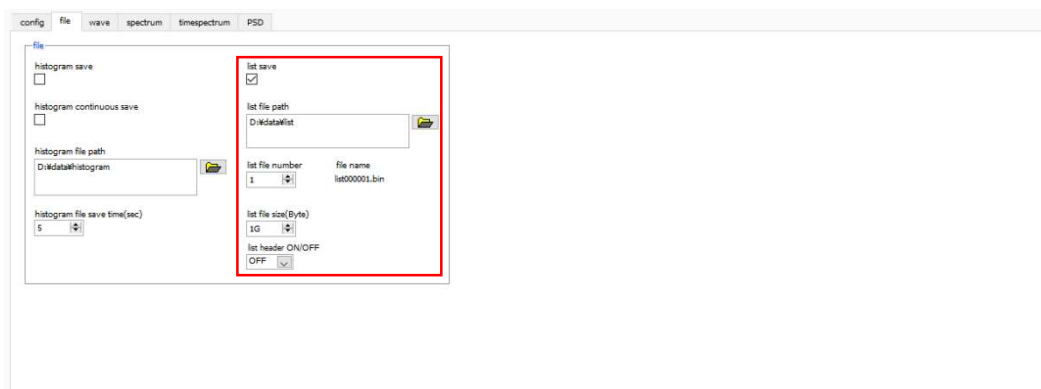 config file wave spectrum timespectrum PSD
file
histogram save
histogram continuous save
histogram file path
D:¥data¥histogram
histogram file save time(sec)
5
list save
list file path
D:¥data¥list
list file number file name
1 list000001.bin
list file size(Byte)
1G
list header ON/OFF
OFF